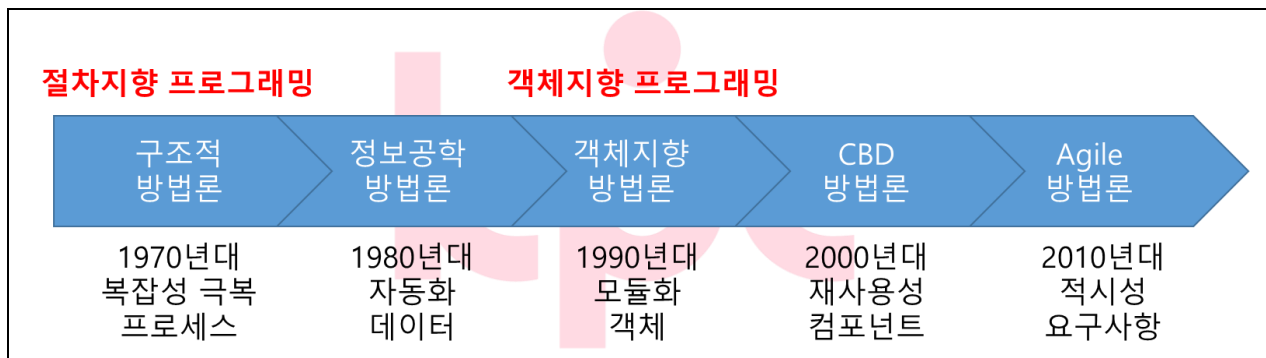 절차지향 프로그래밍
객체지향 프로그래밍
구조적
방법론
정보공학
방법론
객체지향
방법론
CBD
방법론
Agile
방법론
1970년대
복잡성 극복
프로세스
1980년대
자동화
데이터
1990년대
모듈화
객체
2000년대
재사용성
컴포넌트
2010년대
적시성
요구사항
kpc